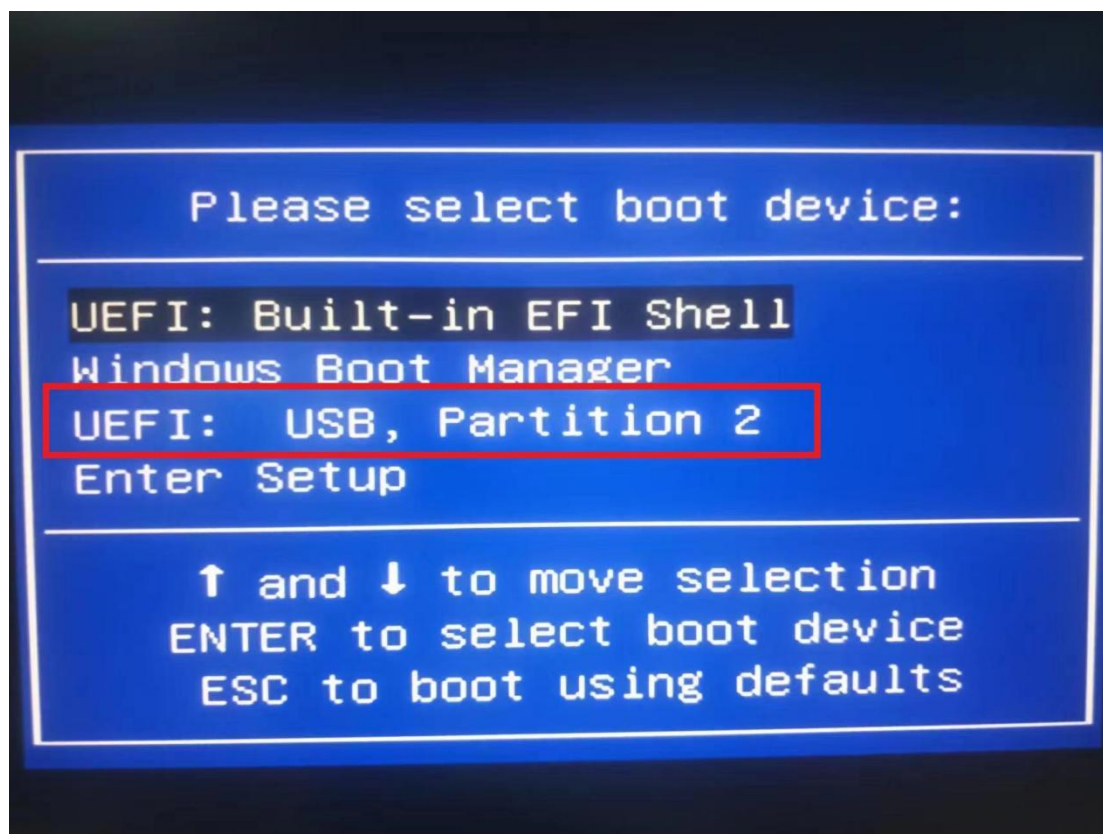 Please select boot device:
UEFI: Built-in EFI Shell
Windows Boot Manager
UEFI:  USB, Partition 2
Enter Setup
↑ and ↓ to move selection
ENTER to select boot device
ESC to boot using defaults